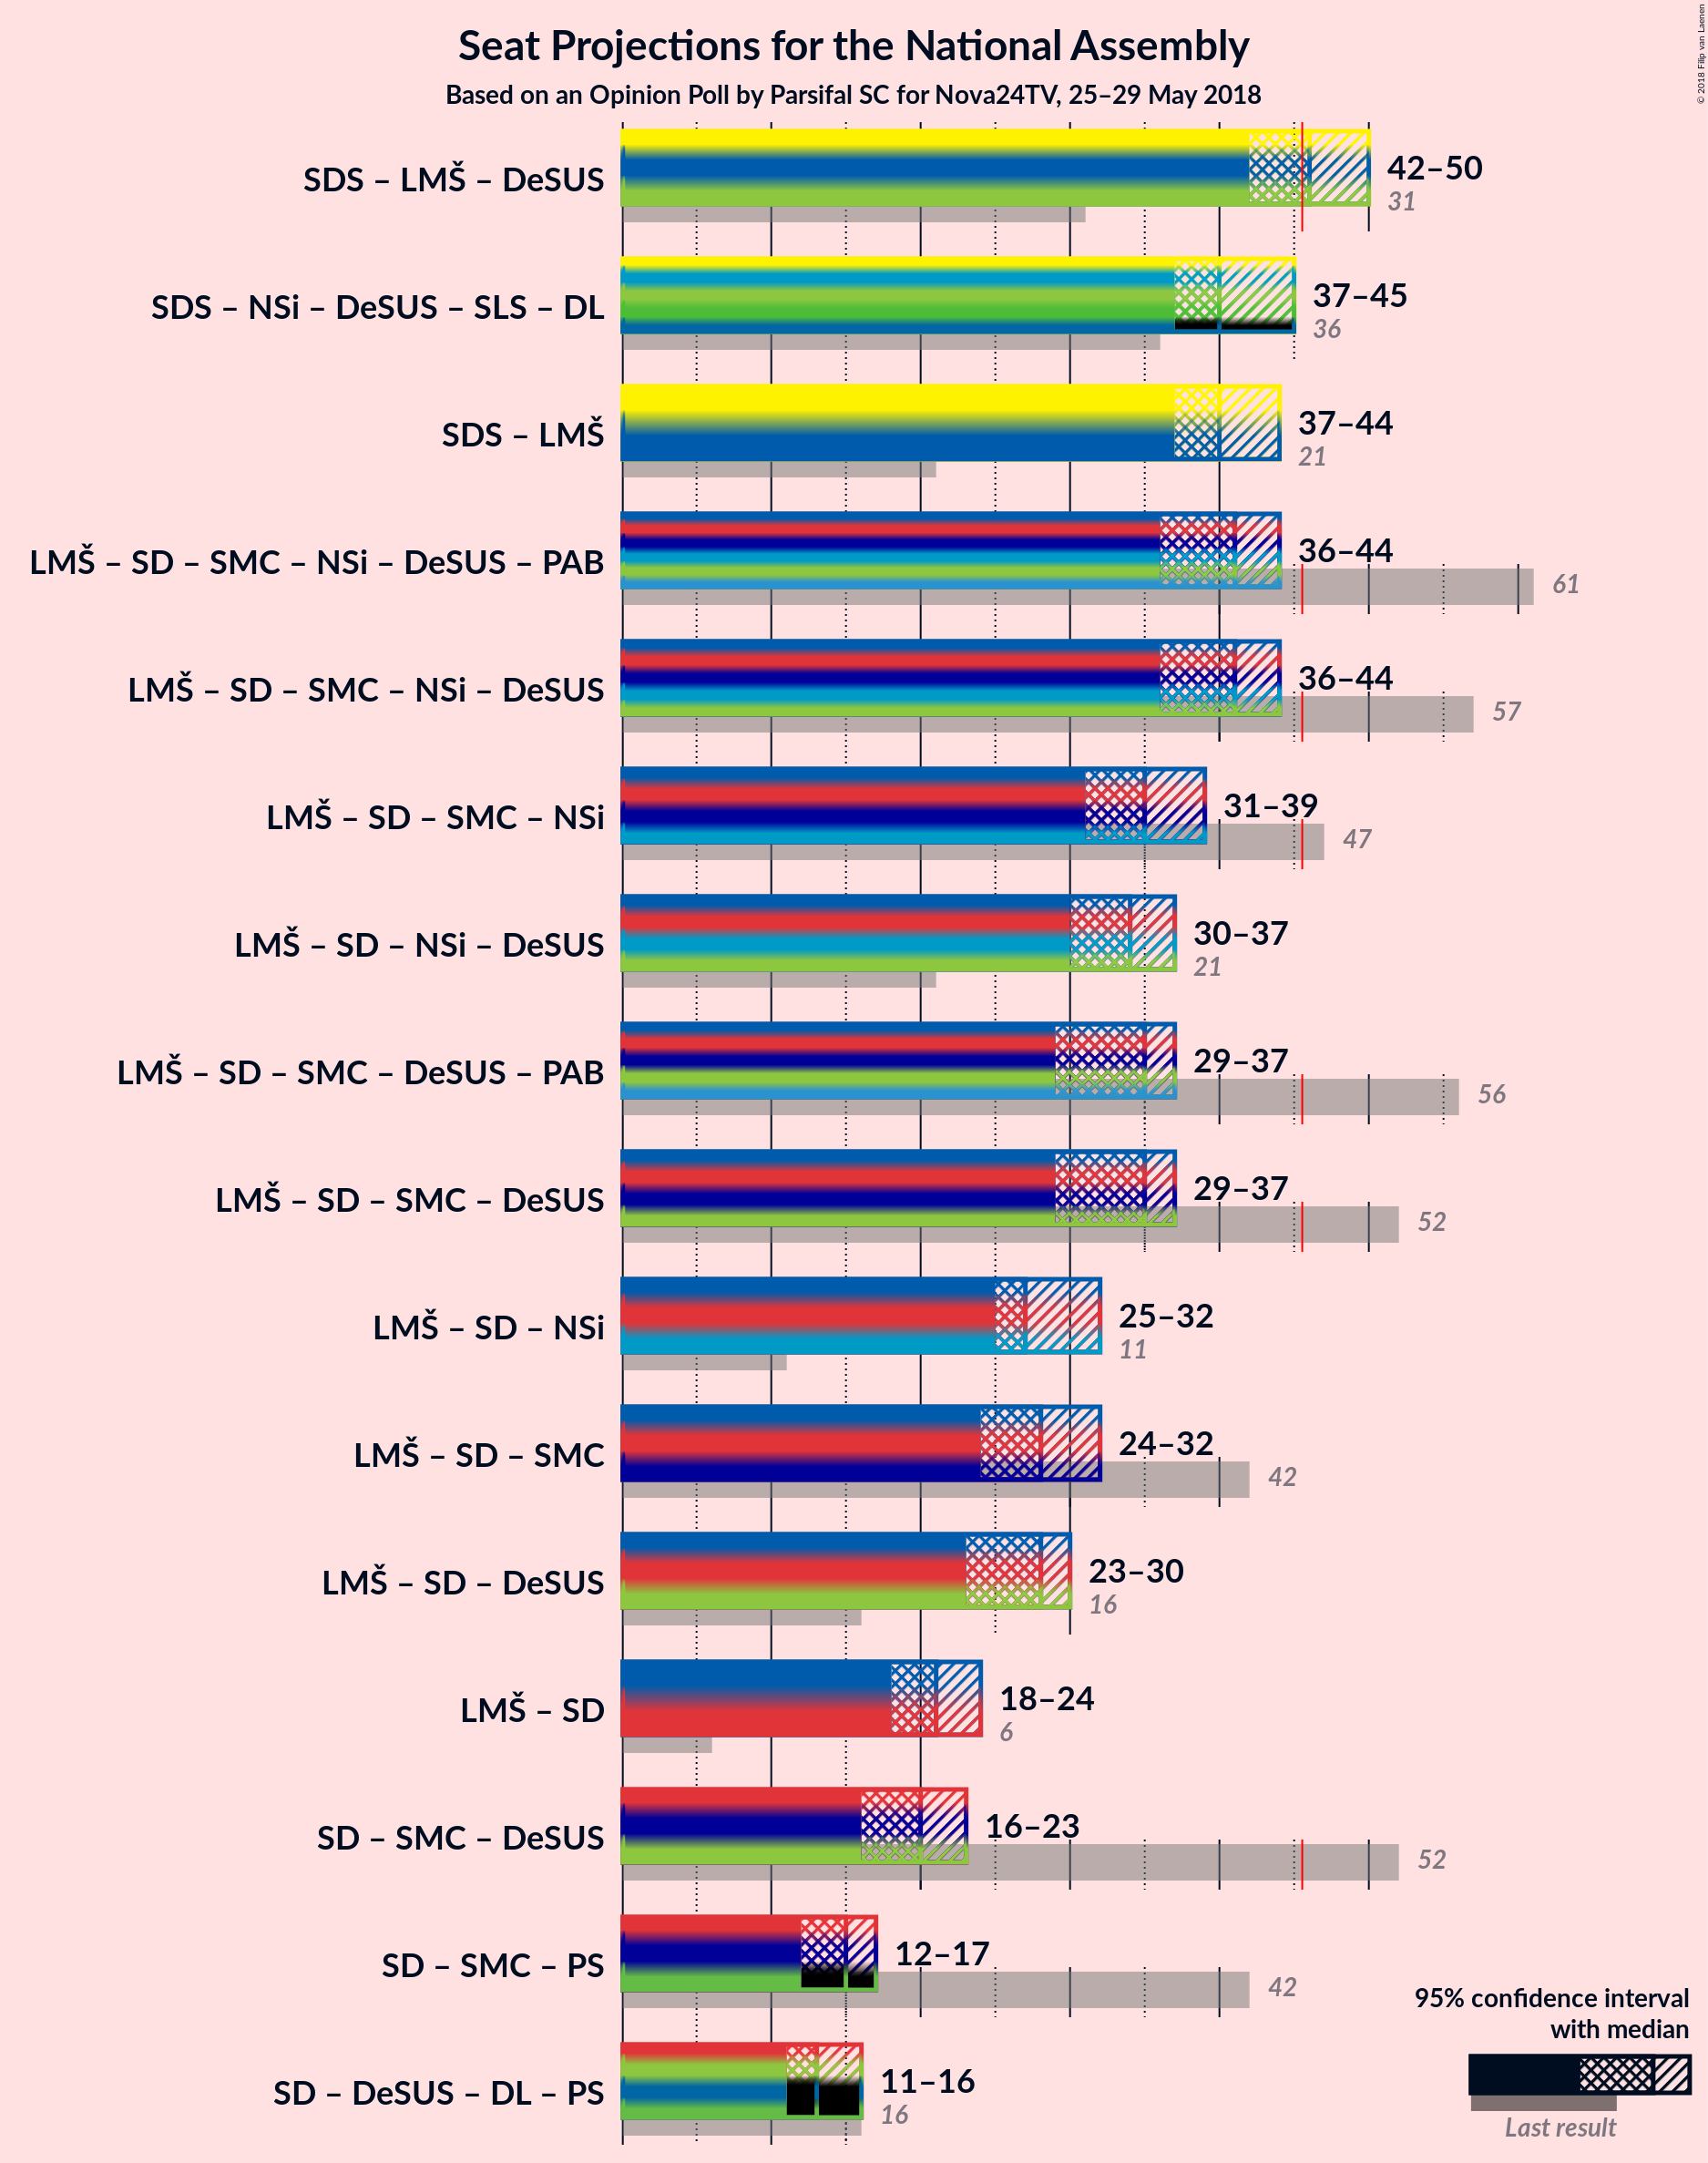 Seat Projections for the National Assembly
Based on an Opinion Poll by Parsifal SC for Nova24TV, 25–29 May 2018
© 2018 Filip van Laenen
SDS – LMŠ – DeSUS
42–50
31
SDS – NSi – DeSUS – SLS – DL
37–45
36
SDS – LMŠ
37–44
21
LMŠ – SD – SMC – NSi – DeSUS – PAB
36–44
61
LMŠ – SD – SMC – NSi – DeSUS
36–44
57
LMŠ – SD – SMC – NSi
31–39
47
LMŠ – SD – NSi – DeSUS
30–37
21
LMŠ – SD – SMC – DeSUS – PAB
29–37
56
LMŠ – SD – SMC – DeSUS
29–37
52
LMŠ – SD – NSi
25–32
11
LMŠ – SD – SMC
24–32
42
LMŠ – SD – DeSUS
23–30
16
LMŠ – SD
18–24
6
SD – SMC – DeSUS
16–23
52
SD – SMC – PS
12–17
42
SD – DeSUS – DL – PS
11–16
16
95% confidence interval
with median
Last result